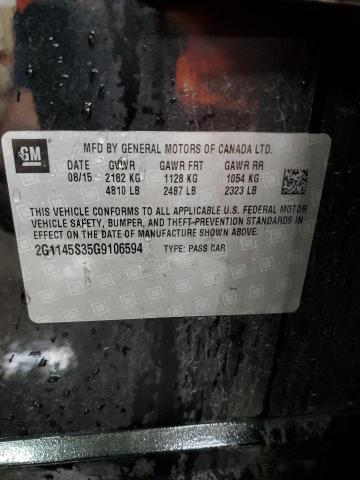 GM
MFD BY GENERAL MOTORS OF CANADA LTD.
DATE GVWR GAWR FRT GAWR RR
08/15 2182 KG 1128 KG 1054 KG
4810 LB 2487 LB 2323 LB
THIS VEHICLE CONFORMS TO ALL APPLICABLE U.S. FEDERAL MOTOR
VEHICLE SAFETY, BUMPER, AND THEFT PREVENTION STANDARDS
IN EFFECT ON THE DATE OF MANUFACTURE SHOWN ABOVE.
2G1145S35G9106594 TYPE: PASS CAR